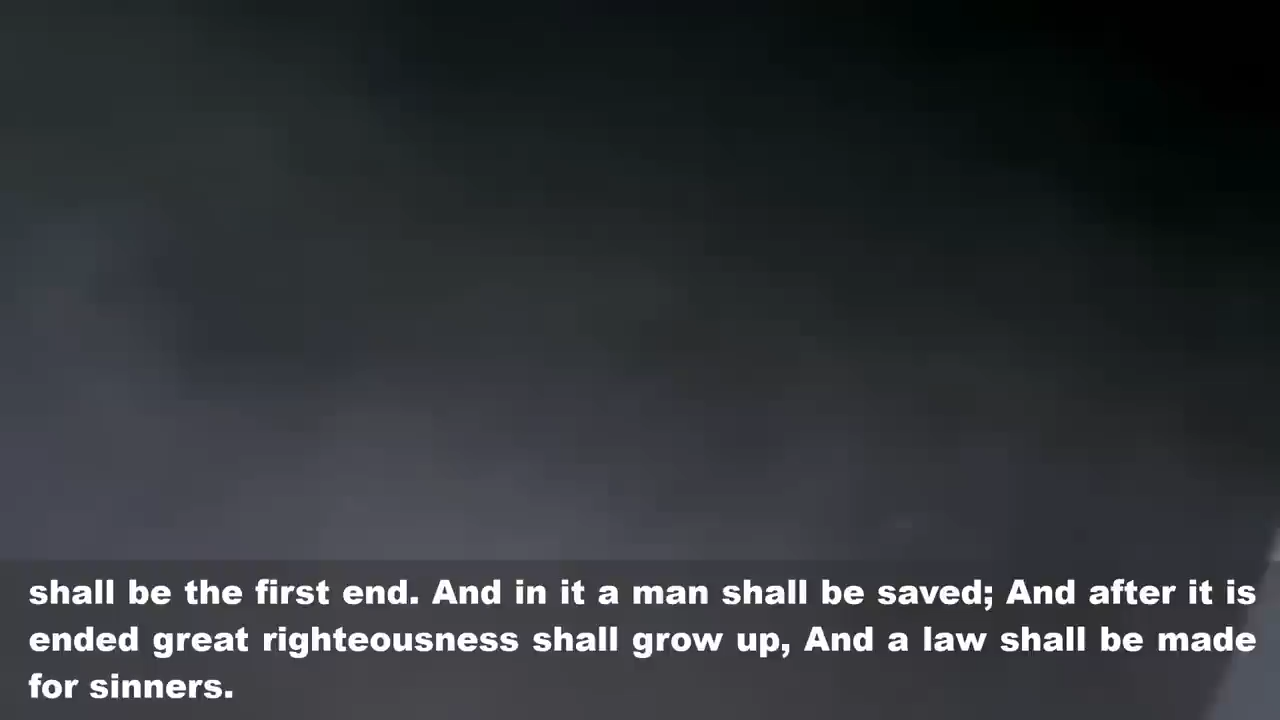 shall be the first end. And in it a man shall be saved; And after it is
ended great righteousness shall grow up, And a law shall be made
for sinners.